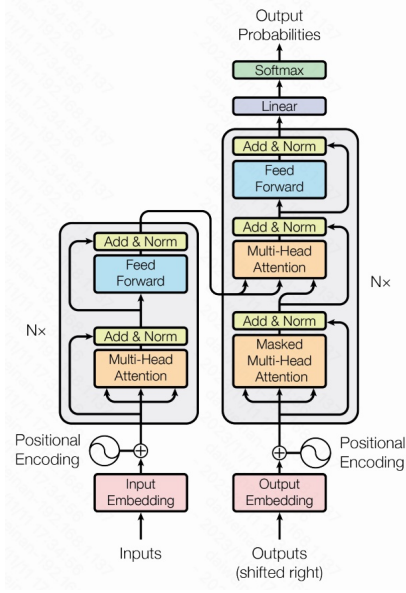 Output
Probabilities
Softmax
Linear
Add & Norm
Feed
Forward
Add & Norm
Multi-Head
Attention
Nx
Add & Norm
Masked
Multi-Head
Attention
Positional
Encoding
Output
Embedding
Outputs
(shifted right)
Add & Norm
Feed
Forward
Nx
Add & Norm
Multi-Head
Attention
Positional
Encoding
Input
Embedding
Inputs